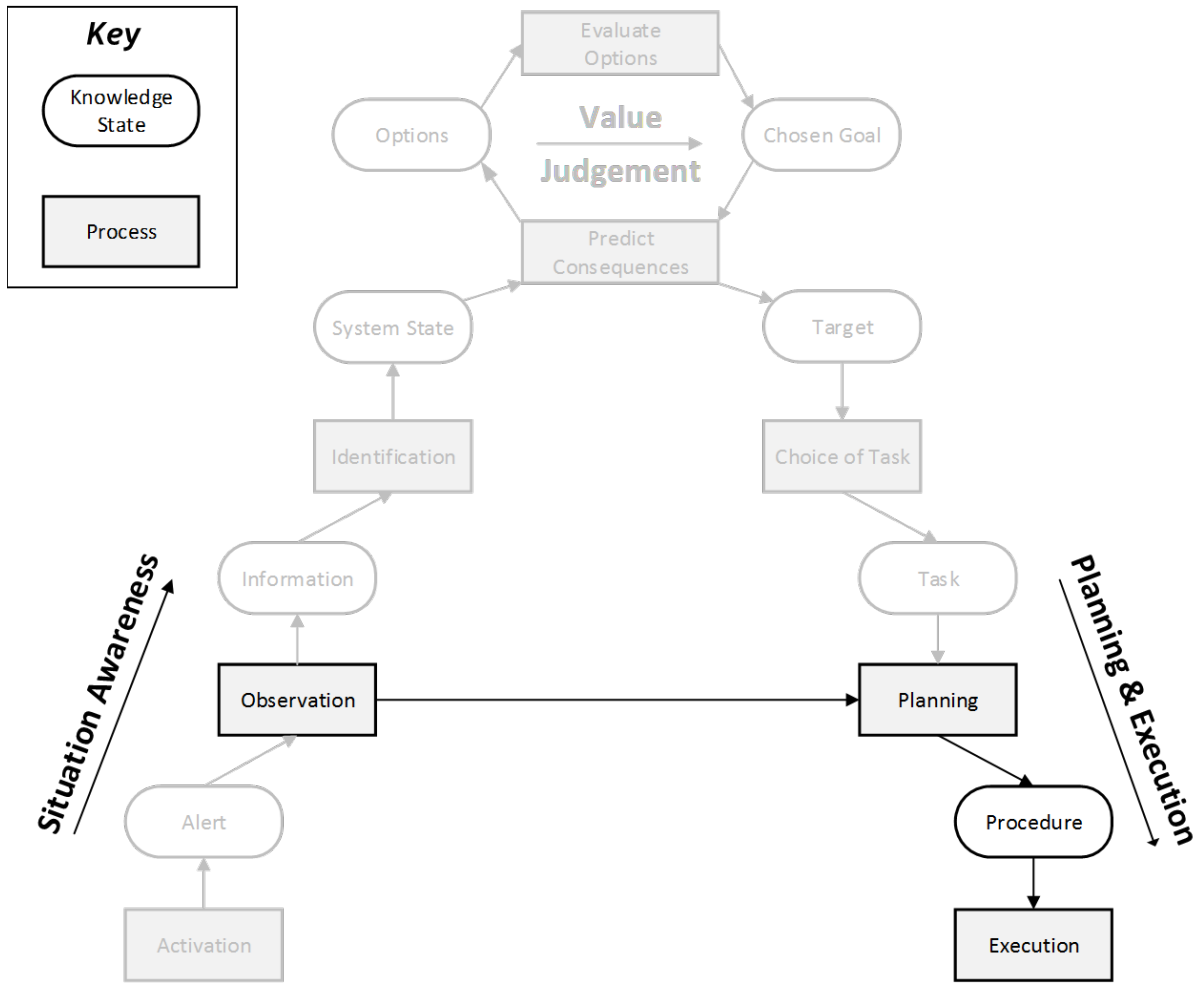 Key
Knowledge
State
Process
Evaluate
Options
Options
Value
Judgement
Chosen Goal
Predict
Consequences
System State
Target
Identification
Choice of Task
Information
Task
Situation Awareness
Planning & Execution
Observation
Planning
Alert
Procedure
Activation
Execution